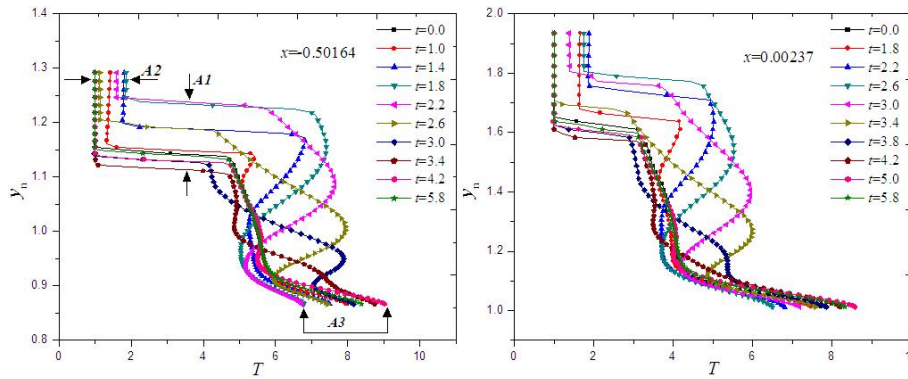 1.4
1.3
1.2
1.1
1.0
0.9
0.8
yn
0
2
4
6
8
10
T
A2
A1
A3
x=-0.50164
t=0.0
t=1.0
t=1.4
t=1.8
t=2.2
t=2.6
t=3.0
t=3.4
t=4.2
t=5.8
2.0
1.8
1.6
1.4
1.2
1.0
y
0
2
4
6
8
T
x=0.00237
t=0.0
t=1.8
t=2.2
t=2.6
t=3.0
t=3.4
t=3.8
t=4.2
t=5.0
t=5.8